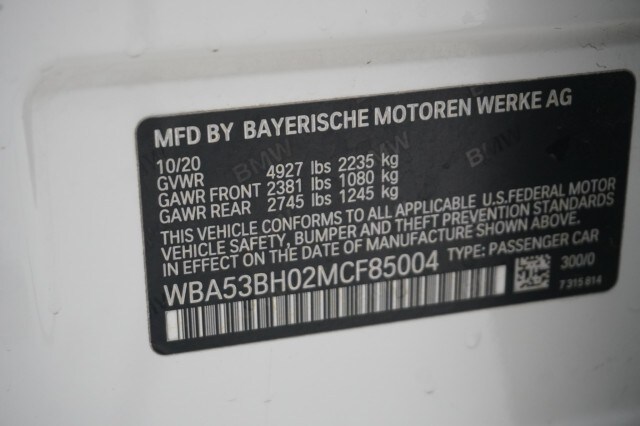 MFD BY BAYERISCHE MOTOREN WERKE AG
10/20
GVWR 4927 lbs 2235 kg
GAWR FRONT 2381 lbs 1080 kg
GAWR REAR 2745 lbs 1245 kg
THIS VEHICLE CONFORMS TO ALL APPLICABLE U.S.FEDERAL MOTOR
VEHICLE SAFETY, BUMPER AND THEFT PREVENTION STANDARDS
IN EFFECT ON THE DATE OF MANUFACTURE SHOWN ABOVE.
WBA53BH02MCF85004 TYPE: PASSENGER CAR
300/0
7 315 814
BMW
BMW